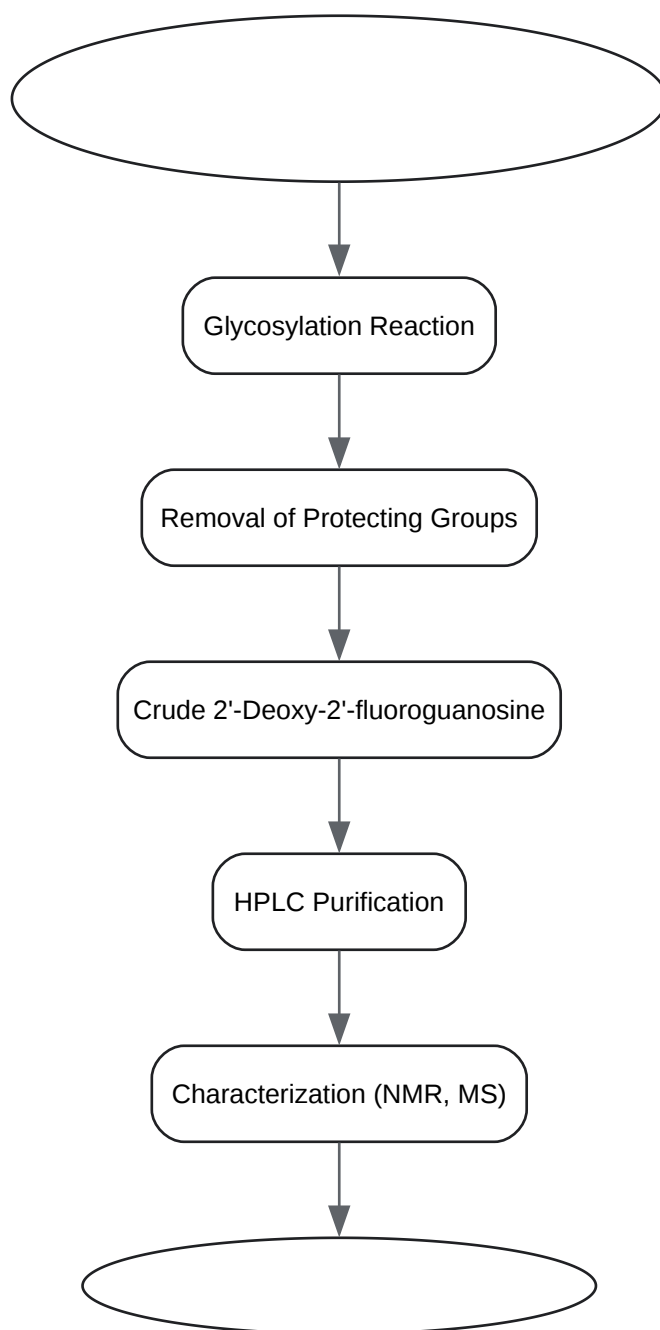 Glycosylation Reaction
Removal of Protecting Groups
Crude 2'-Deoxy-2'-fluoroguanosine
HPLC Purification
Characterization (NMR, MS)